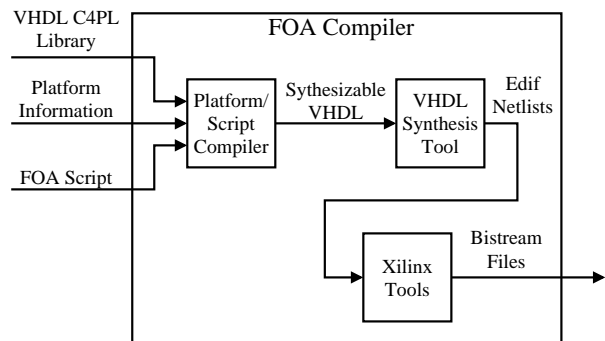 VHDL C4PL
Library
FOA Compiler
Platform
Information
FOA Script
Platform/
Script
Compiler
Sythesizable
VHDL
VHDL
Synthesis
Tool
Edif
Netlists
Xilinx
Tools
Bistream
Files